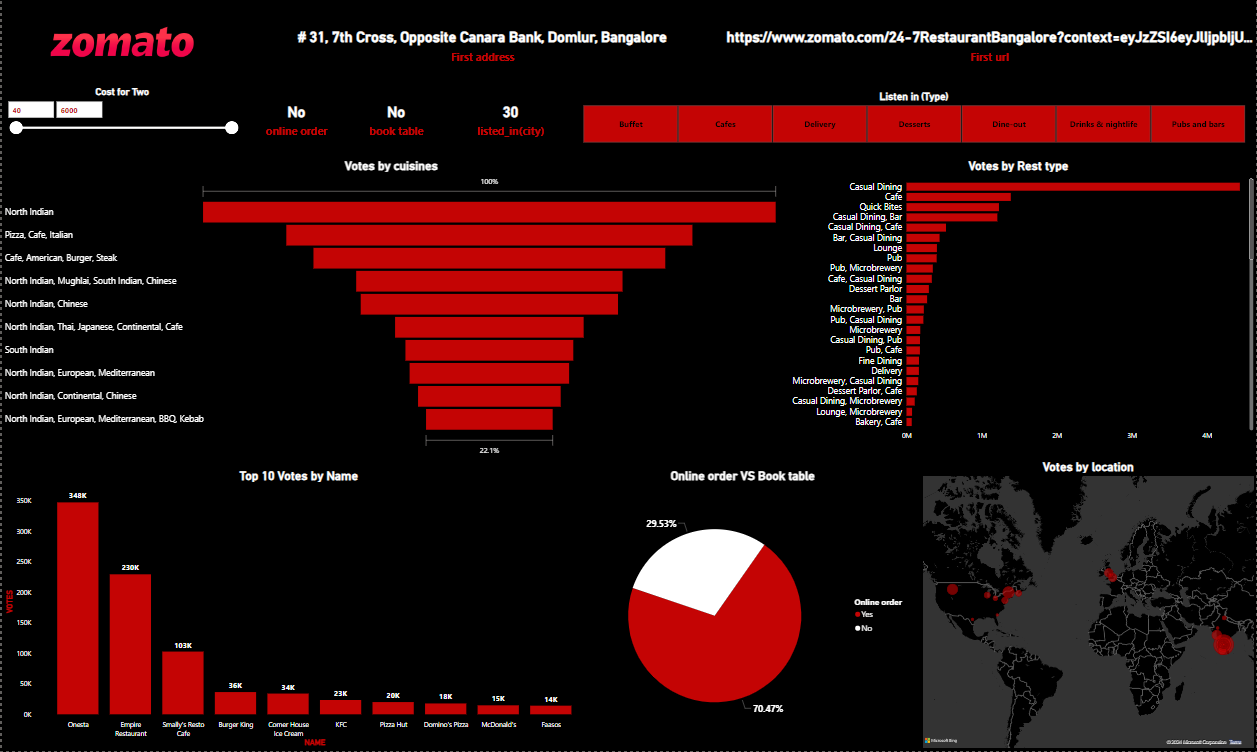 zomato
# 31, 7th Cross, Opposite Canara Bank, Domlur, Bangalore
First address
https://www.zomato.com/24-7RestaurantBangalore?context=eyJzZSI6eyJlIjpbIjU...
First url
Cost for Two
40
6000
No
online order
No
book table
30
listed_in(city)
Listen in (Type)
Buffet
Cafes
Delivery
Desserts
Dine-out
Drinks & nightlife
Pubs and bars
Votes by cuisines
100%
North Indian
Pizza, Cafe, Italian
Cafe, American, Burger, Steak
North Indian, Mughlai, South Indian, Chinese
North Indian, Chinese
North Indian, Thai, Japanese, Continental, Cafe
South Indian
North Indian, European, Mediterranean
North Indian, Continental, Chinese
North Indian, European, Mediterranean, BBQ, Kebab
22.1%
Votes by Rest type
Casual Dining
Cafe
Quick Bites
Casual Dining, Bar
Casual Dining, Cafe
Bar, Casual Dining
Lounge
Pub
Pub, Microbrewery
Cafe, Casual Dining
Dessert Parlor
Bar
Microbrewery, Pub
Pub, Casual Dining
Microbrewery
Casual Dining, Pub
Pub, Cafe
Fine Dining
Delivery
Microbrewery, Casual Dining
Dessert Parlor, Cafe
Casual Dining, Microbrewery
Lounge, Microbrewery
Bakery, Cafe
0M 1M 2M 3M 4M
Top 10 Votes by Name
VOTES
350K
300K
250K
200K
150K
100K
50K
0K
348K
230K
103K
36K
34K
23K
20K
18K
15K
14K
Onesta
Empire
Restaurant
Smally's Resto
Cafe
Burger King
Corner House
Ice Cream
KFC
Pizza Hut
Domino's Pizza
McDonald's
Faasos
NAME
Online order VS Book table
29.53%
70.47%
Online order
Yes
No
Votes by location
Microsoft Bing
© 2024 Microsoft Corporation Terms